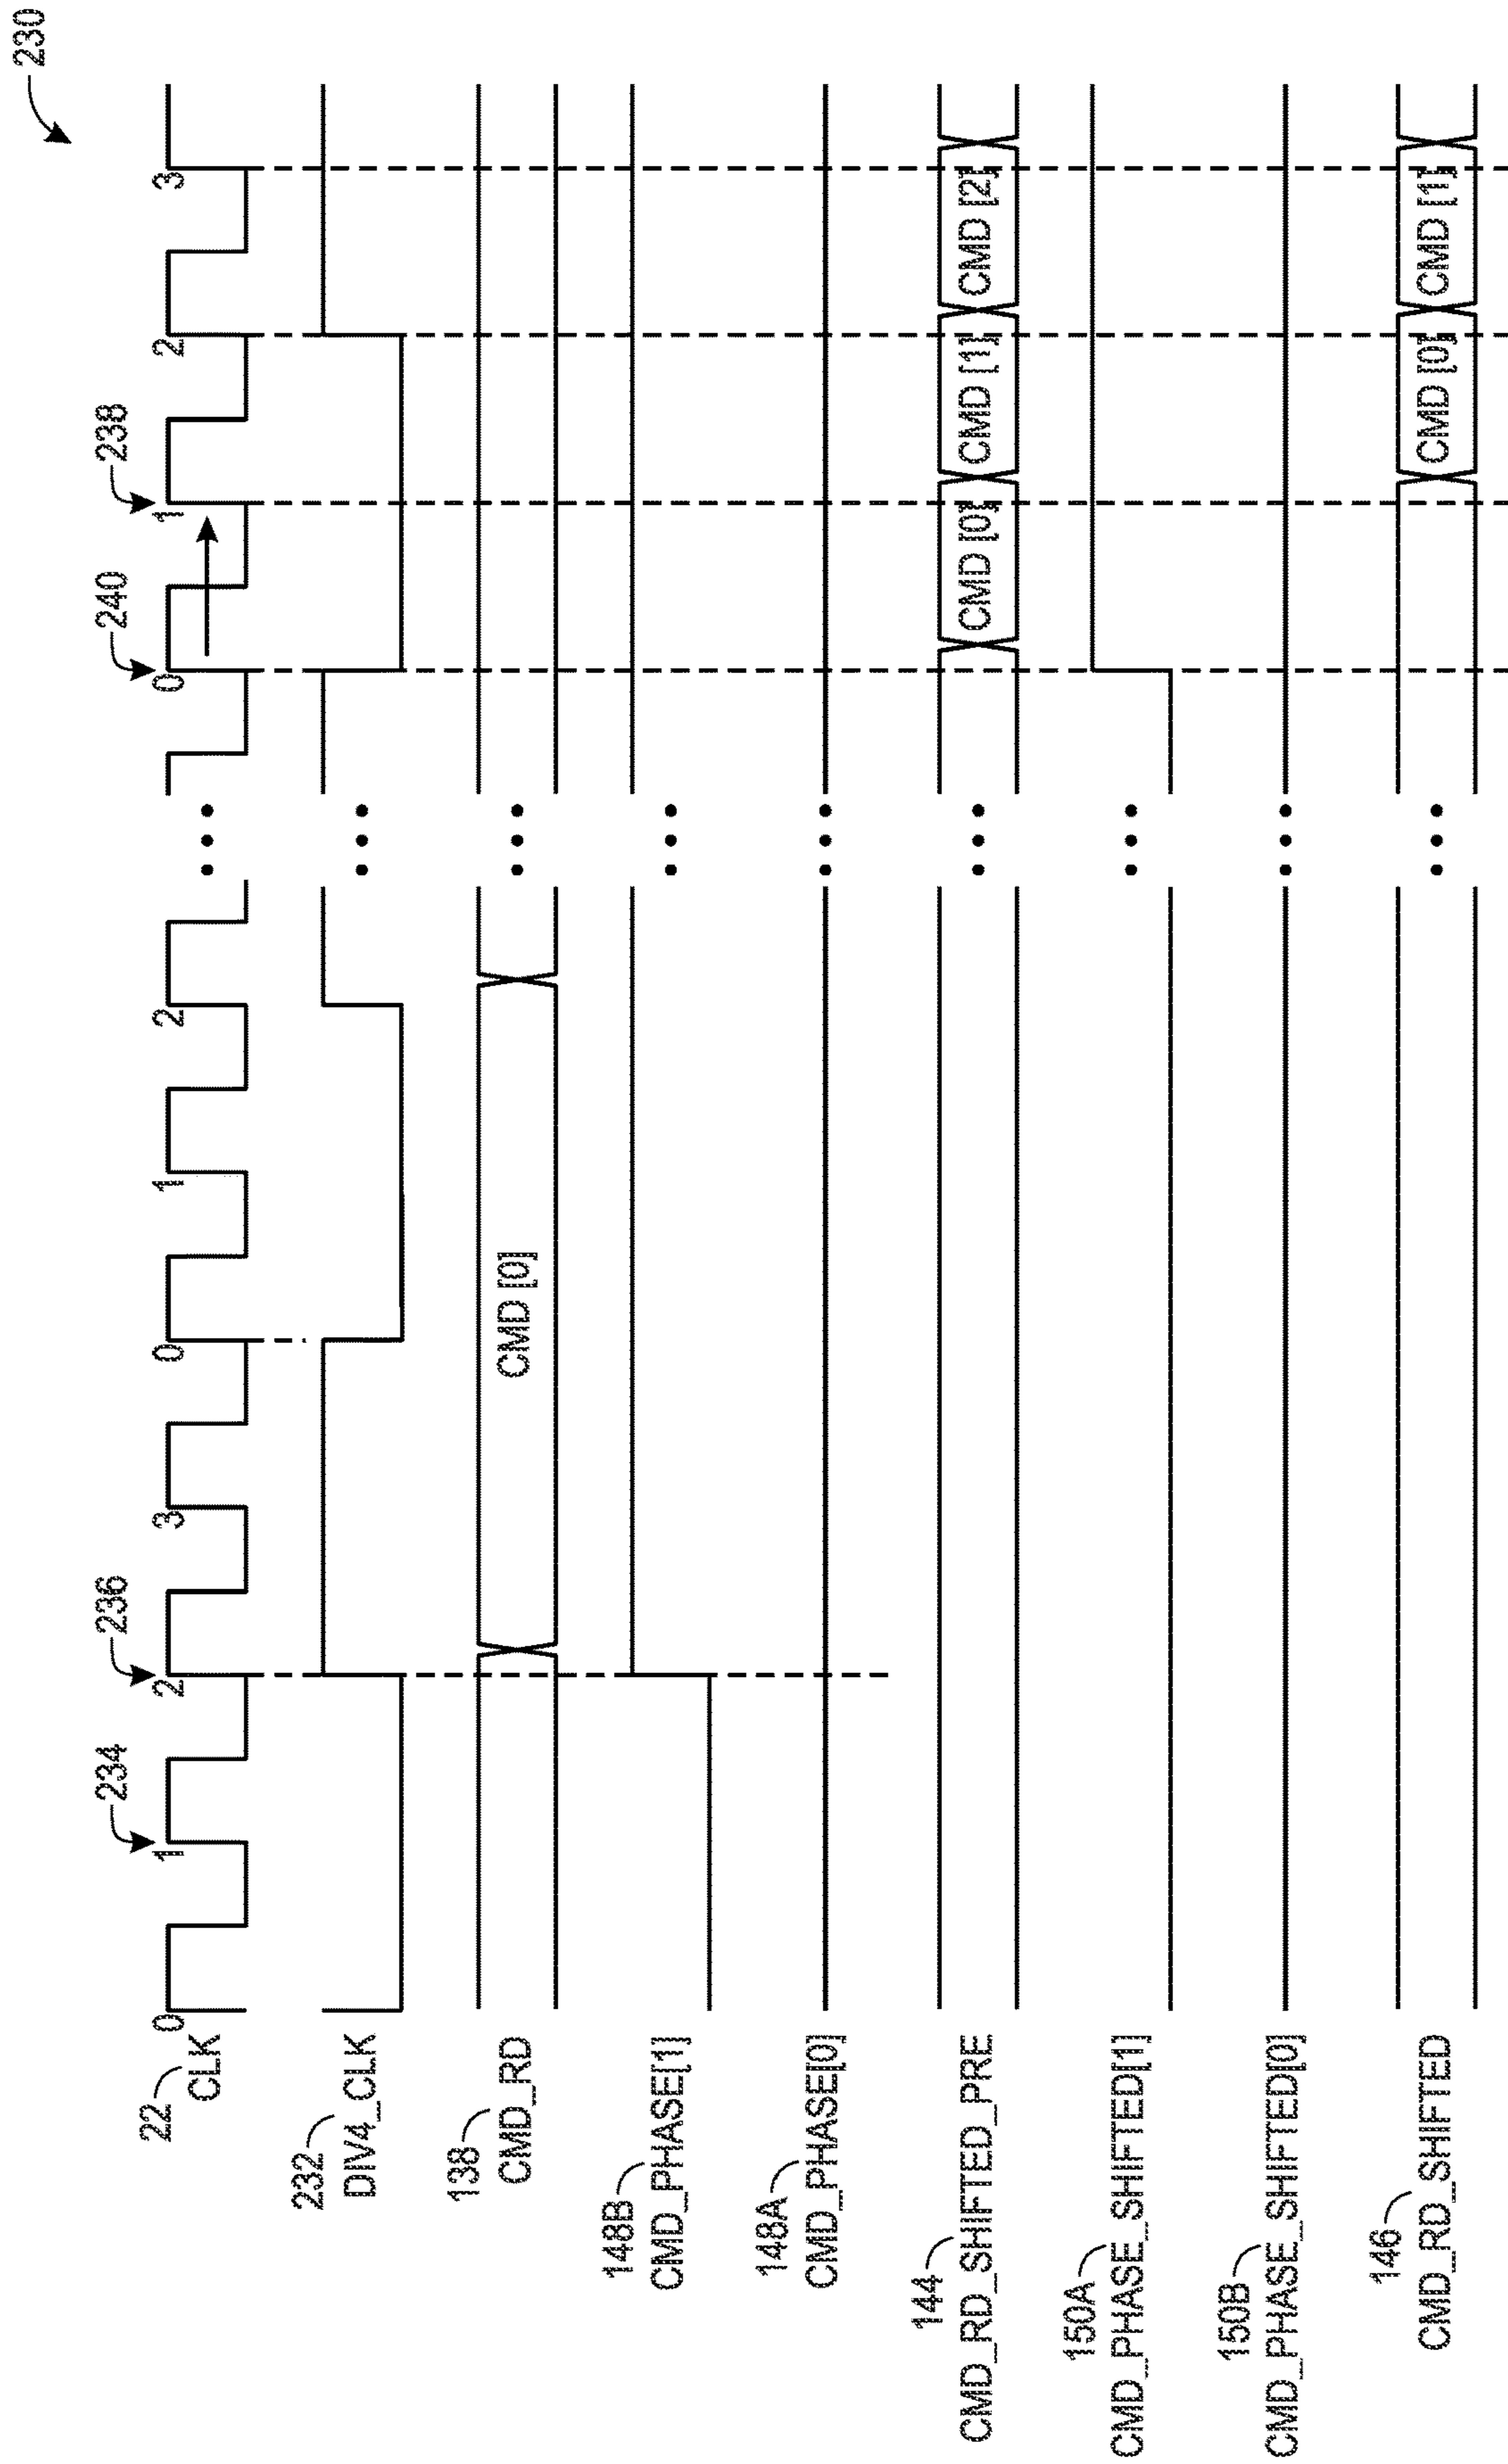 230
234
236
240
238
22
CLK
0 1 2 3 0 1 2 0 1 2 3
232
DIV4_CLK
138
CMD_RD
CMD [0]
148B
CMD_PHASE[1]
148A
CMD_PHASE[0]
144
CMD_RD_SHIFTED_PRE
CMD [0] CMD [1] CMD [2]
150A
CMD_PHASE_SHIFTED[1]
150B
CMD_PHASE_SHIFTED[0]
146
CMD_RD_SHIFTED
CMD [0] CMD [1]